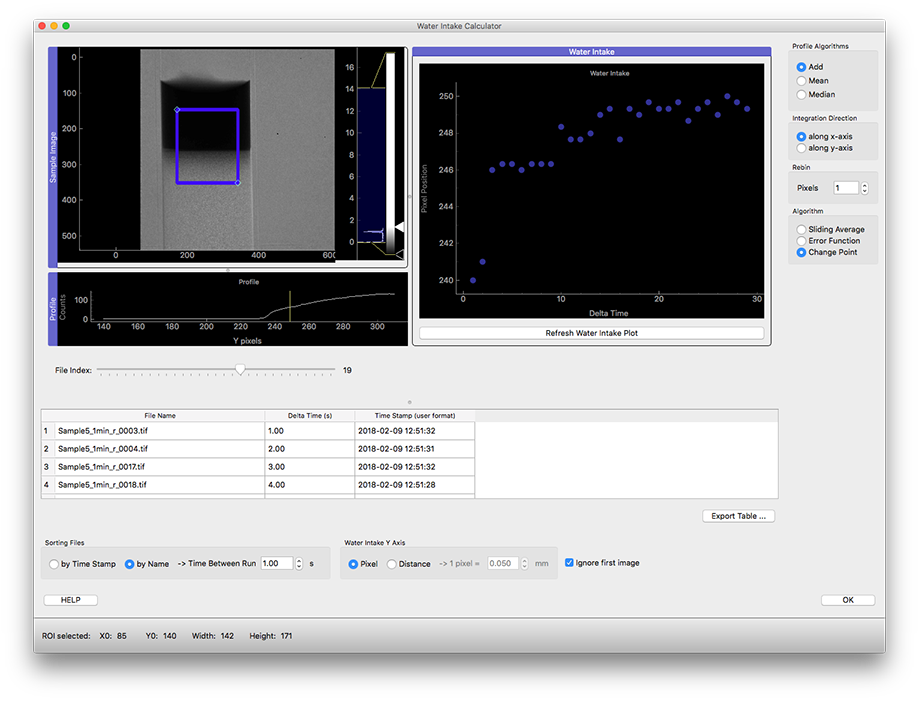 Water Intake Calculator
Sample Image
0
100
200
300
400
500
0 200 400 600
16
14
12
10
8
6
4
2
0
Water Intake
Water Intake
Pixel Position
250
248
246
244
242
240
0 10 20 30
Delta Time
Refresh Water Intake Plot
Profile Algorithms
Add
Mean
Median
Integration Direction
along x-axis
along y-axis
Rebin
Pixels 1
Algorithm
Sliding Average
Error Function
Change Point
Profile
Profile
Counts
100
0
140 160 180 200 220 240 260 280 300
Y pixels
File Index: 19
File Name Delta Time (s) Time Stamp (user format)
1 Sample5_1min_r_0003.tif 1.00 2018-02-09 12:51:32
2 Sample5_1min_r_0004.tif 2.00 2018-02-09 12:51:31
3 Sample5_1min_r_0017.tif 3.00 2018-02-09 12:51:32
4 Sample5_1min_r_0018.tif 4.00 2018-02-09 12:51:28
Export Table ...
Sorting Files
by Time Stamp by Name -> Time Between Run 1.00 s
Water Intake Y Axis
Pixel Distance -> 1 pixel = 0.050 mm
Ignore first image
HELP
OK
ROI selected: X0: 85 Y0: 140 Width: 142 Height: 171